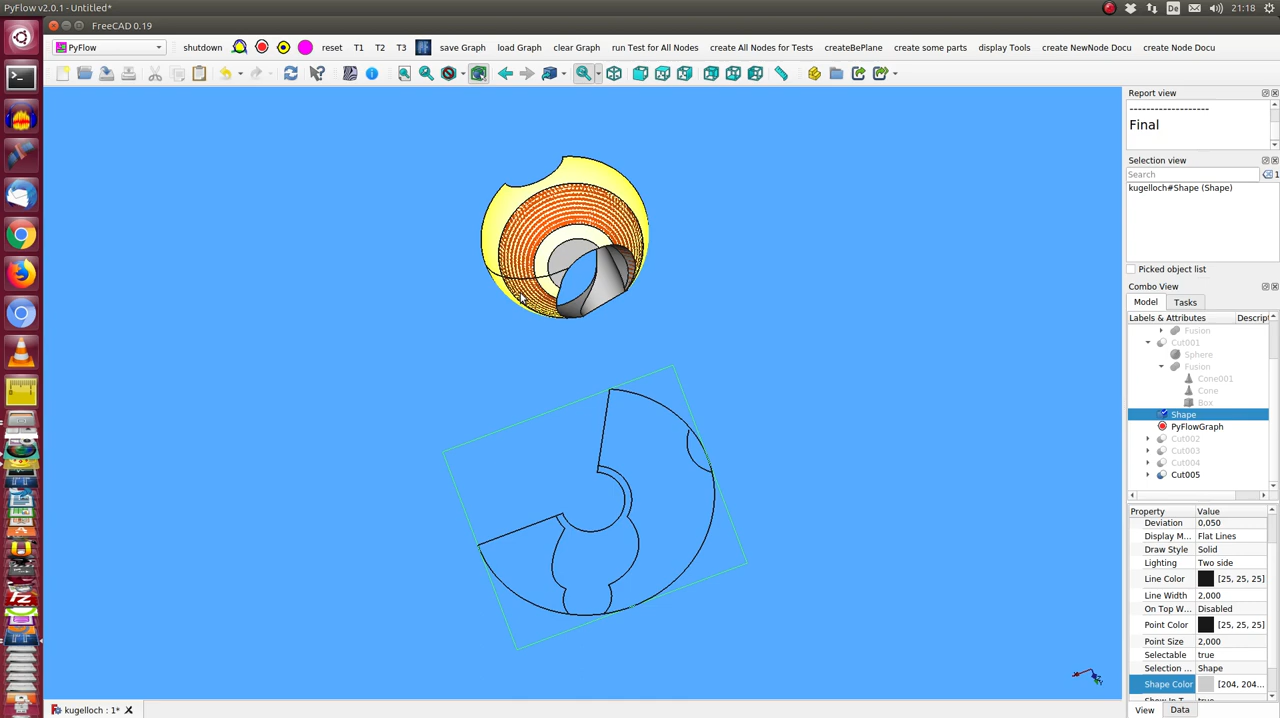 PyFlow v2.0.1 - Untitled*
De
21:18
FreeCAD 0.19
PyFlow
shutdown
reset
T1
T2
T3
save Graph
load Graph
clear Graph
run Test for All Nodes
create All Nodes for Tests
createBePlane
create some parts
display Tools
create NewNode Docu
create Node Docu
Report view
-------------------
Final
Selection view
Search
1
kugelloch#Shape (Shape)
Picked object list
Combo View
Model
Tasks
Labels & Attributes
Descript
Fusion
Cut001
Sphere
Fusion
Cone001
Cone
Box
Shape
PyFlowGraph
Cut002
Cut003
Cut004
Cut005
Property
Value
Deviation
0,050
Display M...
Flat Lines
Draw Style
Solid
Lighting
Two side
Line Color
[25, 25, 25]
Line Width
2,000
On Top W...
Disabled
Point Color
[25, 25, 25]
Point Size
2,000
Selectable
true
Selection ...
Shape
Shape Color
[204, 204...
true
View
Data
kugelloch : 1*